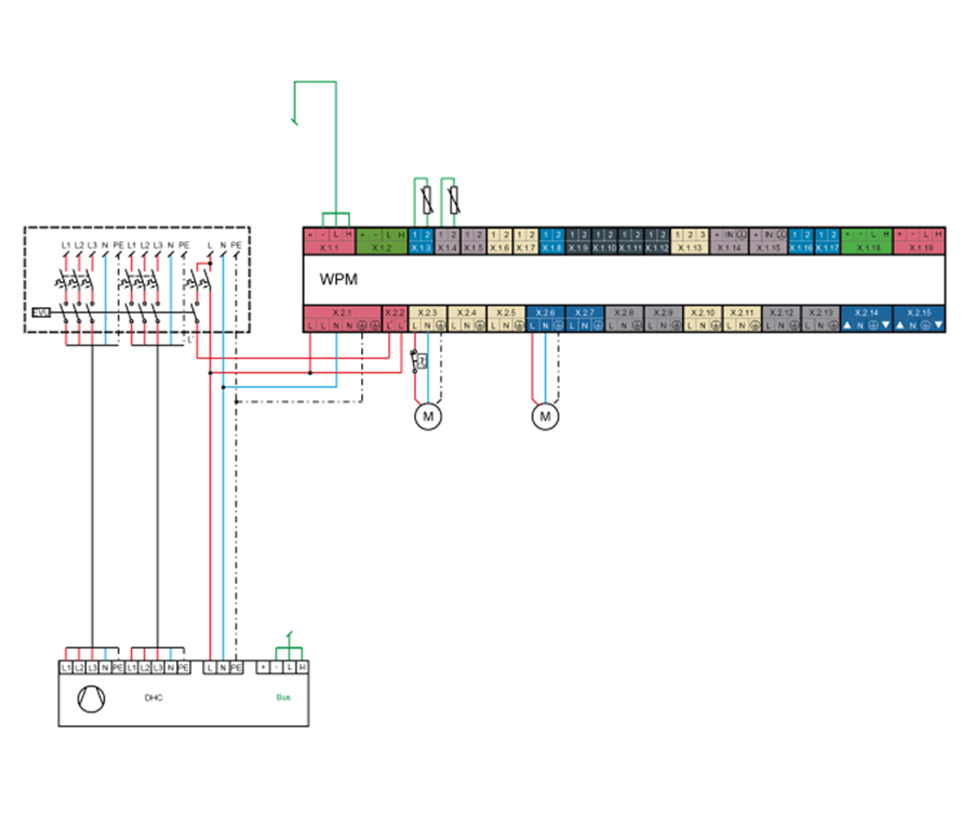 + - L H + - L H 1 2 1 2 1 2 1 2 1 2 1 2 1 2 1 2 1 2 1 2 1 2 3 + IN + IN 1 2 1 2 + - L H + - L H
X.1.1 X.1.2 X.1.3 X.1.4 X.1.5 X.1.6 X.1.7 X.1.8 X.1.9 X.1.10 X.1.11 X.1.12 X.1.13 X.1.14 X.1.15 X.1.16 X.1.17 X.1.18 X.1.19
L1 L2 L3 N PE L1 L2 L3 N PE L N PE
WPM
EVU
X.2.1 X.2.2 X.2.3 X.2.4 X.2.5 X.2.6 X.2.7 X.2.8 X.2.9 X.2.10 X.2.11 X.2.12 X.2.13 X.2.14 X.2.15
L L N N L' L' L N L N L N L N L N L N L N L N L N L N L N N N
L'
M M
L1 L2 L3 N PE L1 L2 L3 N PE L N PE + - L H
DHC Bus